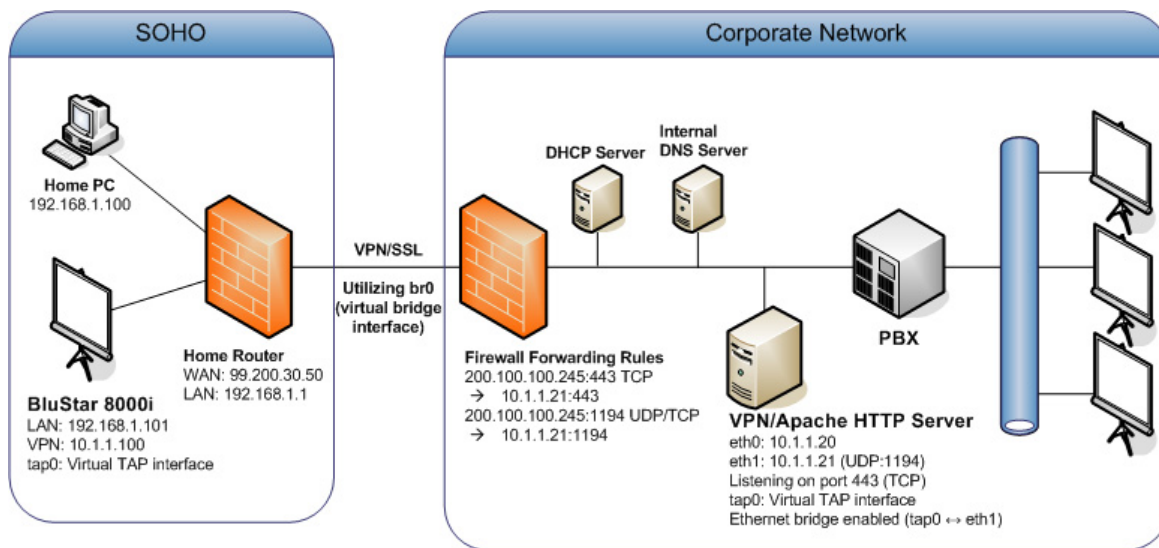 SOHO
Home PC
192.168.1.100
BluStar 8000i
LAN: 192.168.1.101
VPN: 10.1.1.100
tap0: Virtual TAP interface
Home Router
WAN: 99.200.30.50
LAN: 192.168.1.1
VPN/SSL
Utilizing br0
(virtual bridge
interface)
Corporate Network
DHCP Server
Internal
DNS Server
Firewall Forwarding Rules
200.100.100.245:443 TCP
→ 10.1.1.21:443
200.100.100.245:1194 UDP/TCP
→ 10.1.1.21:1194
VPN/Apache HTTP Server
eth0: 10.1.1.20
eth1: 10.1.1.21 (UDP:1194)
Listening on port 443 (TCP)
tap0: Virtual TAP interface
Ethernet bridge enabled (tap0 ↔ eth1)
PBX